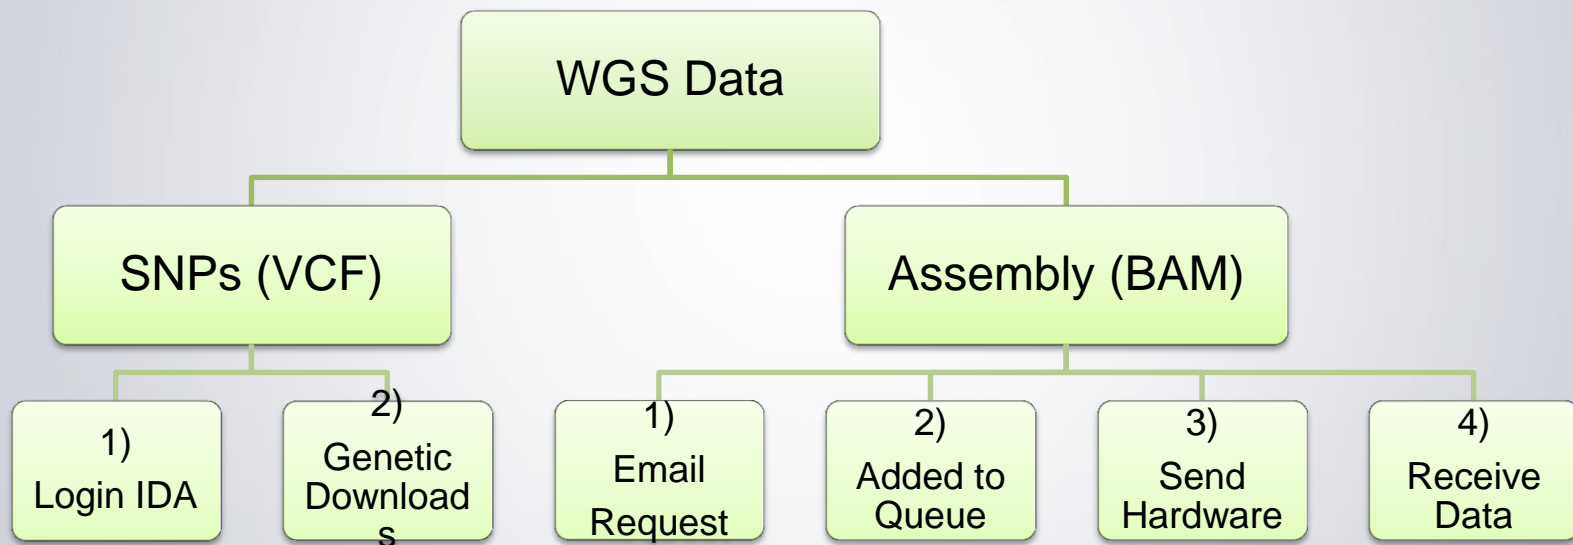 WGS Data
SNPs (VCF)
Assembly (BAM)
1)
Login IDA
2)
Genetic
Download
s
1)
Email
Request
2)
Added to
Queue
3)
Send
Hardware
4)
Receive
Data